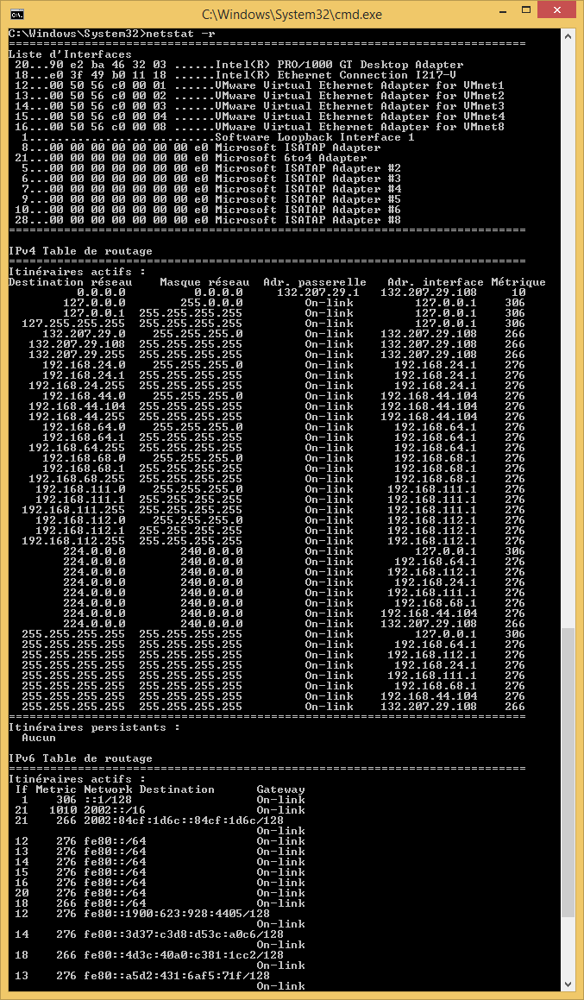 C:\Windows\System32\cmd.exe
C:\Windows\System32>netstat -r
===========================================================================
Liste d'Interfaces
 20...90 e2 ba 46 32 03 ......Intel(R) PRO/1000 GT Desktop Adapter
 18...e0 3f 49 b0 11 18 ......Intel(R) Ethernet Connection I217-V
 12...00 50 56 c0 00 01 ......VMware Virtual Ethernet Adapter for VMnet1
 13...00 50 56 c0 00 02 ......VMware Virtual Ethernet Adapter for VMnet2
 14...00 50 56 c0 00 03 ......VMware Virtual Ethernet Adapter for VMnet3
 15...00 50 56 c0 00 04 ......VMware Virtual Ethernet Adapter for VMnet4
 16...00 50 56 c0 00 08 ......VMware Virtual Ethernet Adapter for VMnet8
  1...........................Software Loopback Interface 1
  8...00 00 00 00 00 00 00 e0 Microsoft ISATAP Adapter
 21...00 00 00 00 00 00 00 e0 Microsoft 6to4 Adapter
  5...00 00 00 00 00 00 00 e0 Microsoft ISATAP Adapter #2
  6...00 00 00 00 00 00 00 e0 Microsoft ISATAP Adapter #3
  7...00 00 00 00 00 00 00 e0 Microsoft ISATAP Adapter #4
  9...00 00 00 00 00 00 00 e0 Microsoft ISATAP Adapter #5
 10...00 00 00 00 00 00 00 e0 Microsoft ISATAP Adapter #6
 28...00 00 00 00 00 00 00 e0 Microsoft ISATAP Adapter #8
===========================================================================
IPv4 Table de routage
===========================================================================
Itinéraires actifs :
Destination réseau Masque réseau Adr. passerelle Adr. interface Métrique
0.0.0.0 0.0.0.0 132.207.29.1 132.207.29.108 10
127.0.0.0 255.0.0.0 On-link 127.0.0.1 306
127.0.0.1 255.255.255.255 On-link 127.0.0.1 306
127.255.255.255 255.255.255.255 On-link 127.0.0.1 306
132.207.29.0 255.255.255.0 On-link 132.207.29.108 266
132.207.29.108 255.255.255.255 On-link 132.207.29.108 266
132.207.29.255 255.255.255.255 On-link 132.207.29.108 266
192.168.24.0 255.255.255.0 On-link 192.168.24.1 276
192.168.24.1 255.255.255.255 On-link 192.168.24.1 276
192.168.24.255 255.255.255.255 On-link 192.168.24.1 276
192.168.44.0 255.255.255.0 On-link 192.168.44.104 276
192.168.44.104 255.255.255.255 On-link 192.168.44.104 276
192.168.44.255 255.255.255.255 On-link 192.168.44.104 276
192.168.64.0 255.255.255.0 On-link 192.168.64.1 276
192.168.64.1 255.255.255.255 On-link 192.168.64.1 276
192.168.64.255 255.255.255.255 On-link 192.168.64.1 276
192.168.68.0 255.255.255.0 On-link 192.168.68.1 276
192.168.68.1 255.255.255.255 On-link 192.168.68.1 276
192.168.68.255 255.255.255.255 On-link 192.168.68.1 276
192.168.111.0 255.255.255.0 On-link 192.168.111.1 276
192.168.111.1 255.255.255.255 On-link 192.168.111.1 276
192.168.111.255 255.255.255.255 On-link 192.168.111.1 276
192.168.112.0 255.255.255.0 On-link 192.168.112.1 276
192.168.112.1 255.255.255.255 On-link 192.168.112.1 276
192.168.112.255 255.255.255.255 On-link 192.168.112.1 276
224.0.0.0 240.0.0.0 On-link 127.0.0.1 306
224.0.0.0 240.0.0.0 On-link 192.168.64.1 276
224.0.0.0 240.0.0.0 On-link 192.168.112.1 276
224.0.0.0 240.0.0.0 On-link 192.168.24.1 276
224.0.0.0 240.0.0.0 On-link 192.168.111.1 276
224.0.0.0 240.0.0.0 On-link 192.168.68.1 276
224.0.0.0 240.0.0.0 On-link 192.168.44.104 276
224.0.0.0 240.0.0.0 On-link 132.207.29.108 266
255.255.255.255 255.255.255.255 On-link 127.0.0.1 306
255.255.255.255 255.255.255.255 On-link 192.168.64.1 276
255.255.255.255 255.255.255.255 On-link 192.168.112.1 276
255.255.255.255 255.255.255.255 On-link 192.168.24.1 276
255.255.255.255 255.255.255.255 On-link 192.168.111.1 276
255.255.255.255 255.255.255.255 On-link 192.168.68.1 276
255.255.255.255 255.255.255.255 On-link 192.168.44.104 276
255.255.255.255 255.255.255.255 On-link 132.207.29.108 266
===========================================================================
Itinéraires persistants :
  Aucun
IPv6 Table de routage
===========================================================================
Itinéraires actifs :
If Metric Network Destination Gateway
1 306 ::1/128 On-link
21 1010 2002::/16 On-link
21 266 2002:84cf:1d6c::84cf:1d6c/128
On-link
12 276 fe80::/64 On-link
13 276 fe80::/64 On-link
14 276 fe80::/64 On-link
15 276 fe80::/64 On-link
16 276 fe80::/64 On-link
20 276 fe80::/64 On-link
18 266 fe80::/64 On-link
12 276 fe80::1900:623:928:4405/128
On-link
14 276 fe80::3d37:c3d8:d53c:a0c6/128
On-link
18 266 fe80::4d3c:40a0:c381:1cc2/128
On-link
13 276 fe80::a5d2:431:6af5:71f/128
On-link